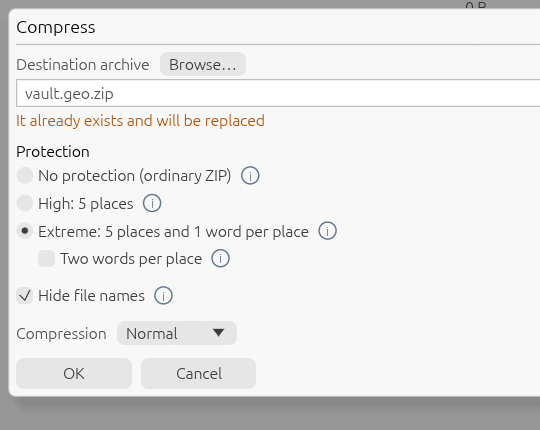 Compress
Destination archive Browse...
vault.geo.zip
It already exists and will be replaced
Protection
No protection (ordinary ZIP)
High: 5 places
Extreme: 5 places and 1 word per place
Two words per place
Hide file names
Compression Normal
OK Cancel